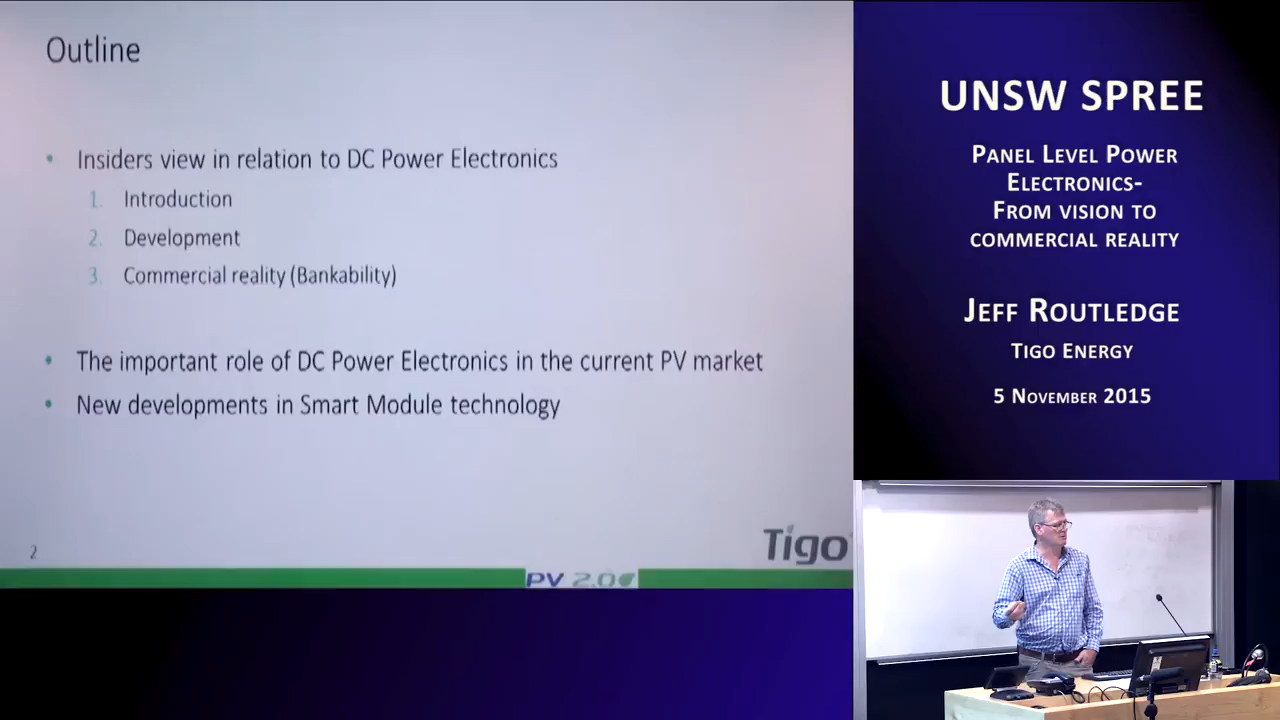 Outline
• Insiders view in relation to DC Power Electronics
1. Introduction
2. Development
3. Commercial reality (Bankability)
• The important role of DC Power Electronics in the current PV market
• New developments in Smart Module technology
2
Tigo
PV 2.0
UNSW SPREE
Panel Level Power
Electronics-
From vision to
commercial reality
Jeff Routledge
Tigo Energy
5 November 2015